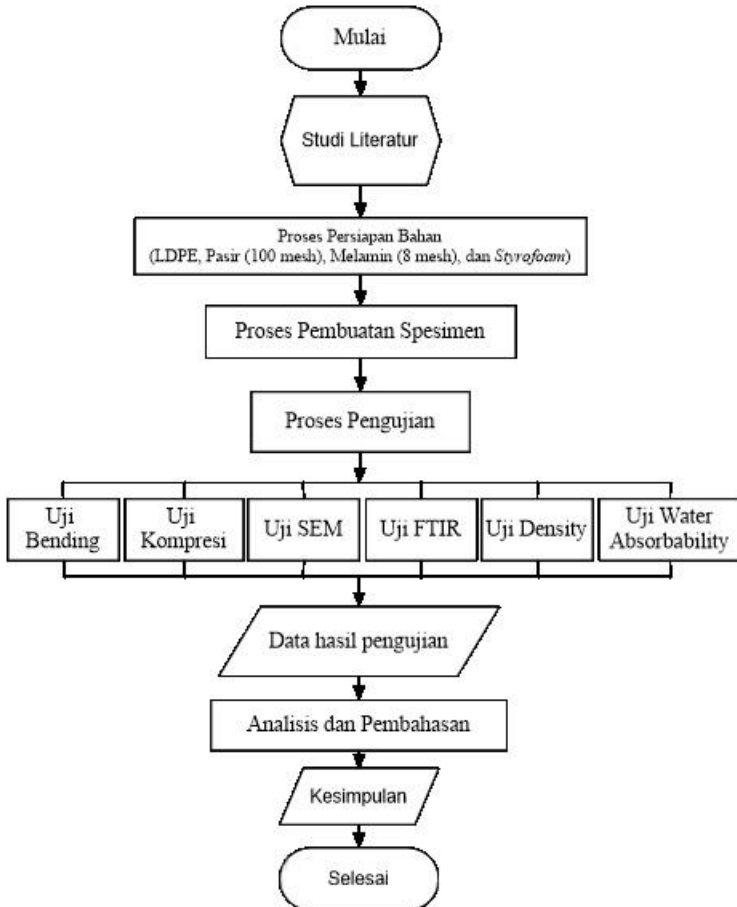 Mulai
Studi Literatur
Proses Persiapan Bahan
(LDPE, Pasir (100 mesh), Melamin (8 mesh), dan Styrofoam)
Proses Pembuatan Spesimen
Proses Pengujian
Uji
Bending
Uji
Kompresi
Uji SEM
Uji FTIR
Uji Density
Uji Water
Absorbability
Data hasil pengujian
Analisis dan Pembahasan
Kesimpulan
Selesai